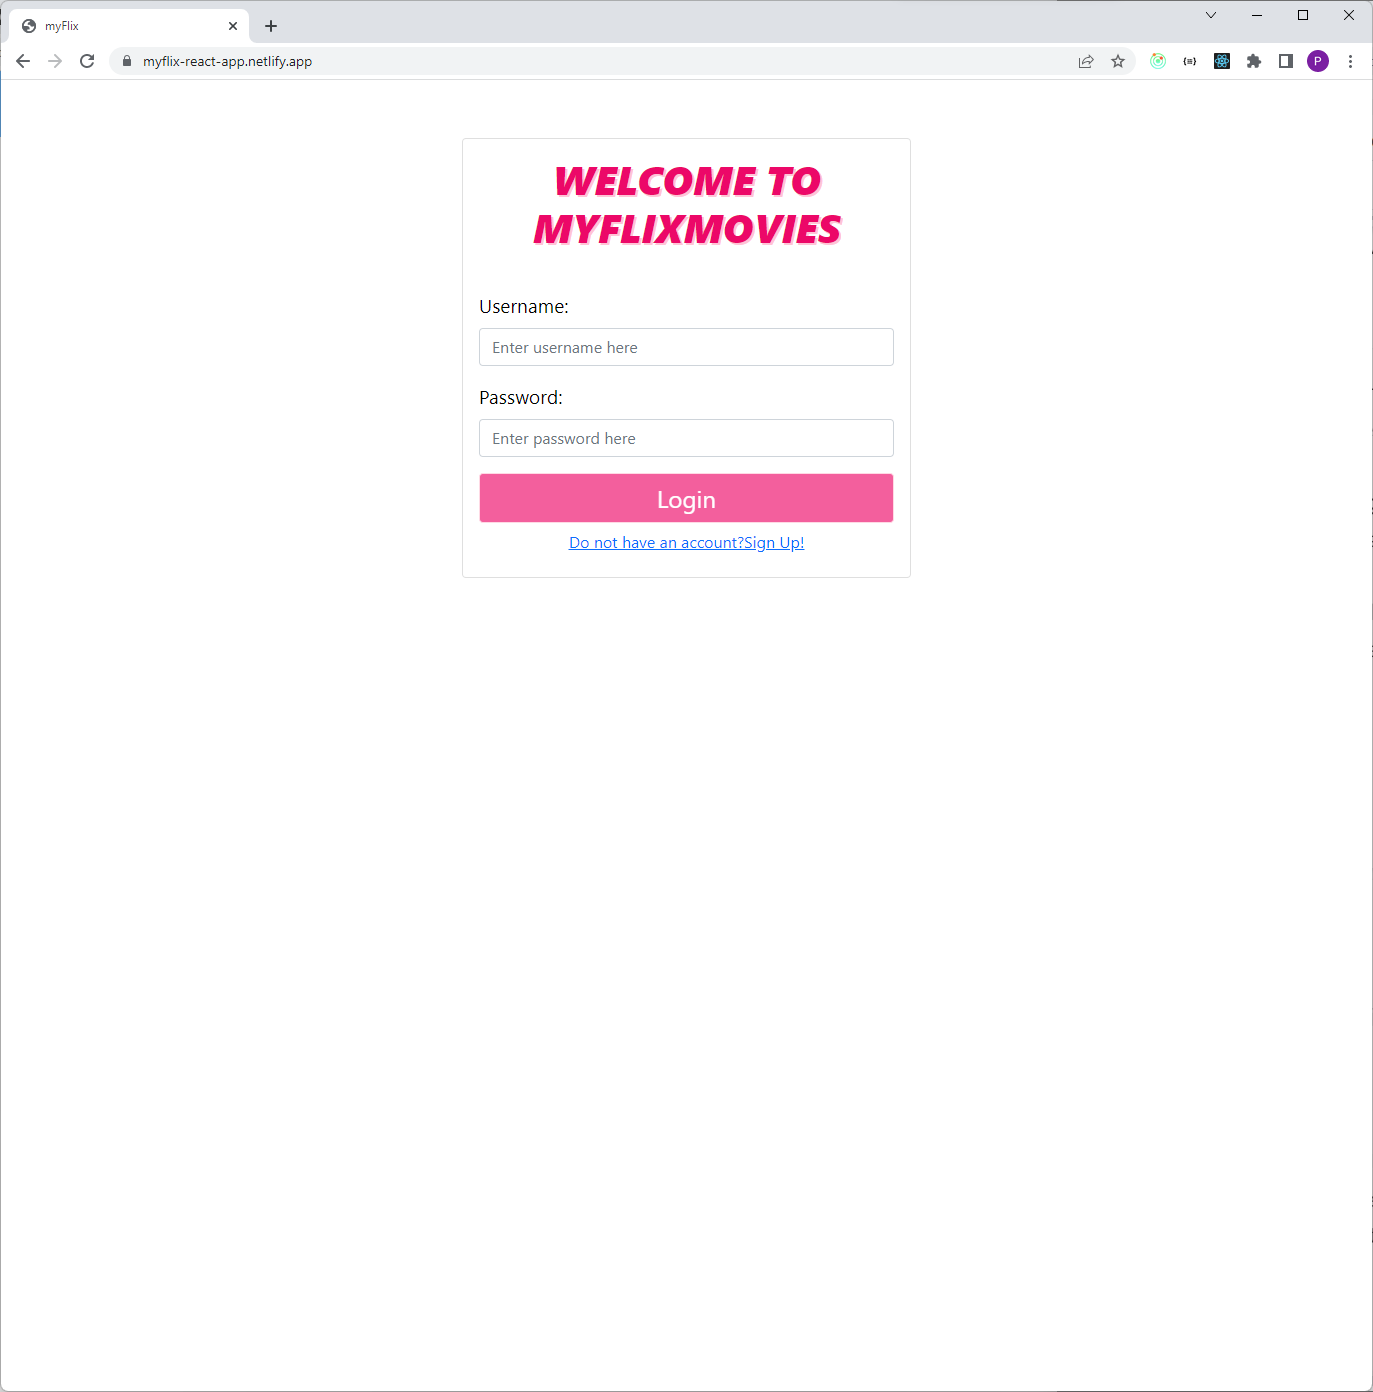 myFlix
myflix-react-app.netlify.app
P
WELCOME TO
MYFLIXMOVIES
Username:
Enter username here
Password:
Enter password here
Login
Do not have an account?Sign Up!